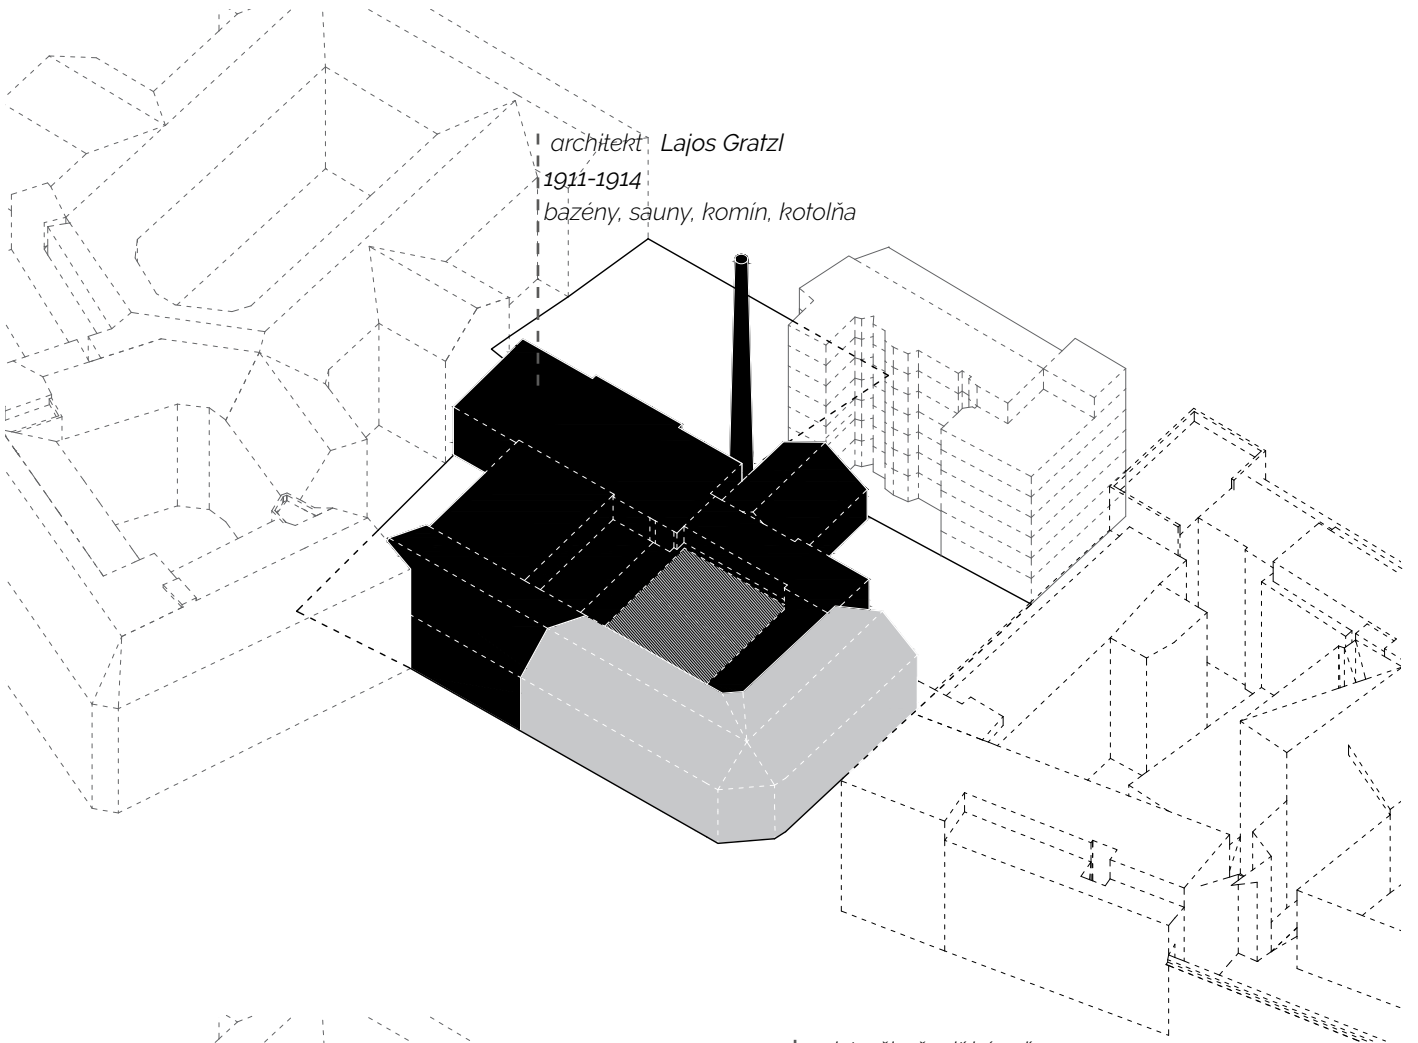 architekt Lajos Gratzl
1911-1914
bazény, sauny, komín, kotolňa